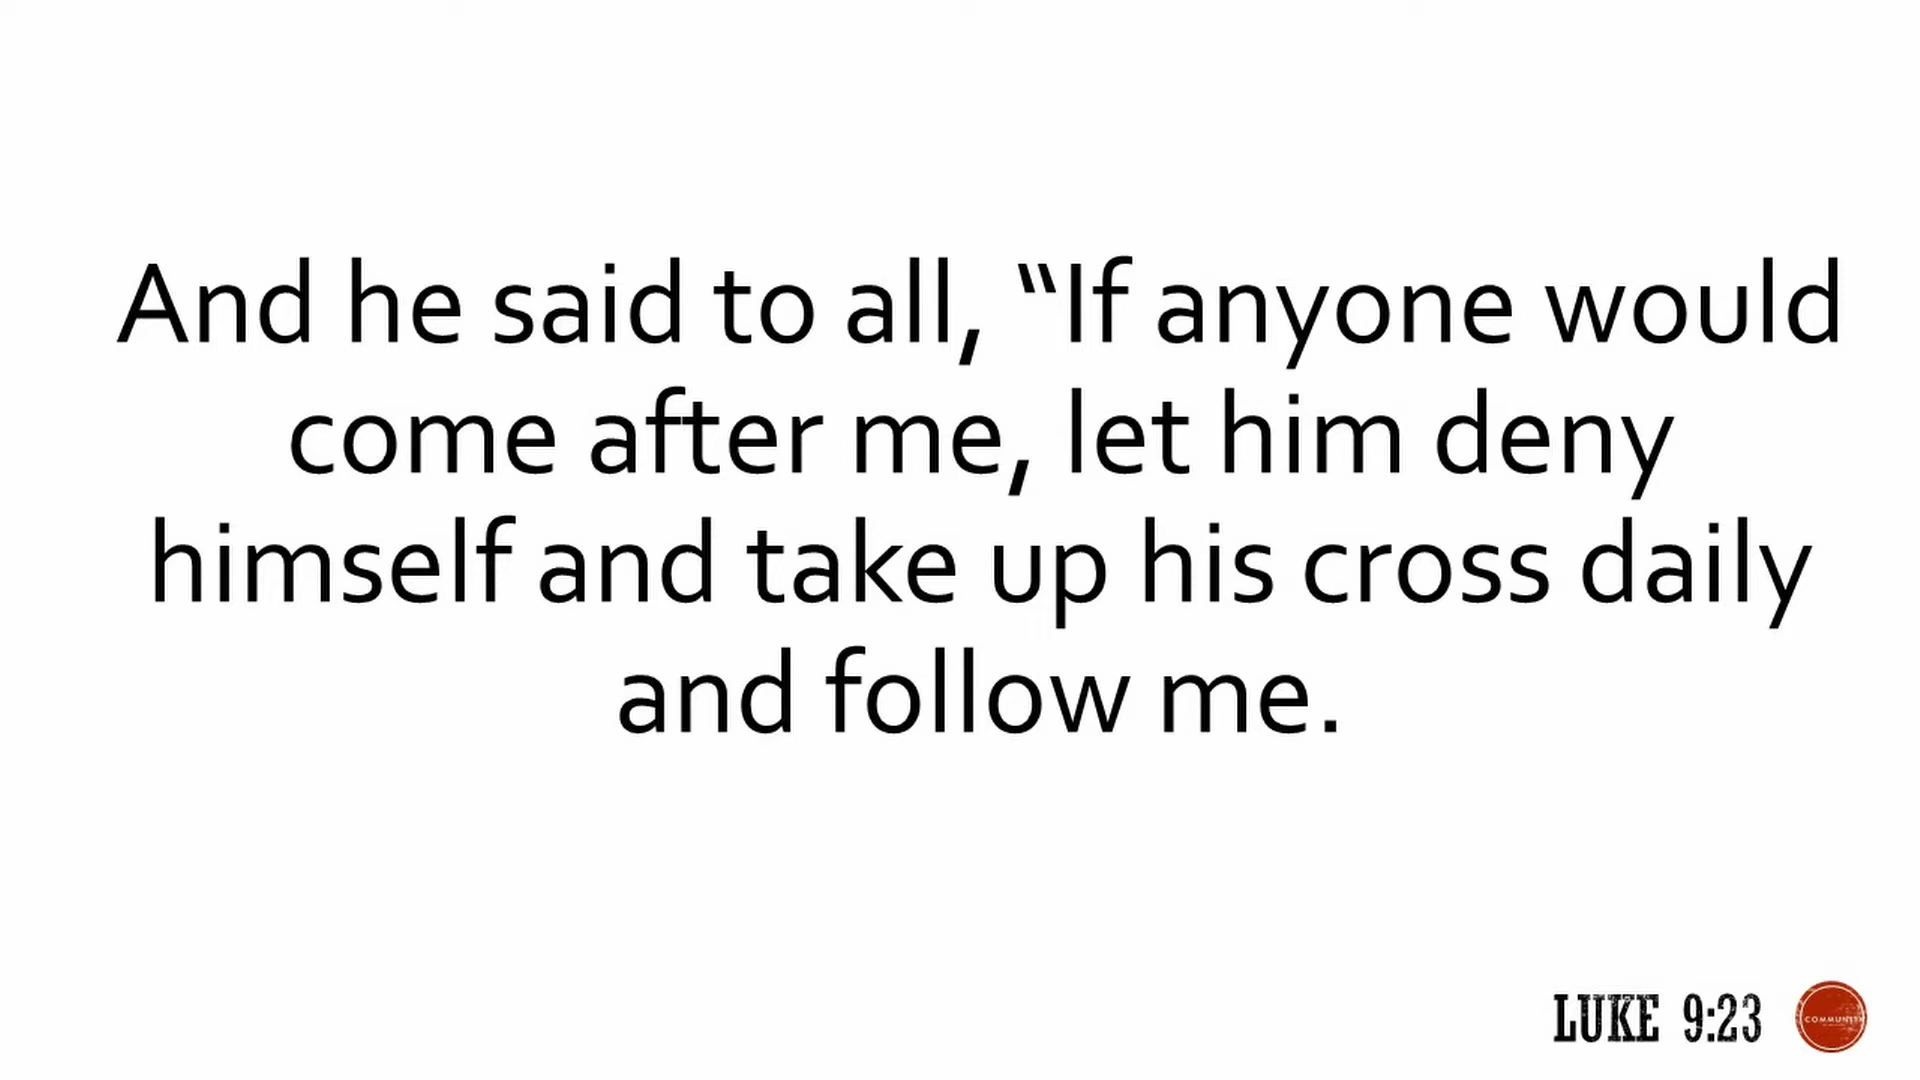 And he said to all, “If anyone would
come after me, let him deny
himself and take up his cross daily
and follow me.
LUKE 9:23
COMMUNITY